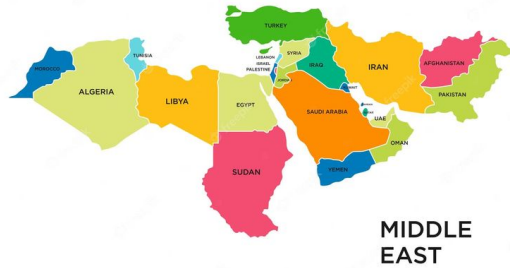 TURKEY
LEBANON
SYRIA
ISRAEL
PALESTINE
IRAQ
IRAN
AFGHANISTAN
PAKISTAN
MOROCCO
TUNISIA
ALGERIA
LIBYA
EGYPT
JORDAN
KUWAIT
SAUDI ARABIA
UAE
OMAN
YEMEN
SUDAN
MIDDLE
EAST